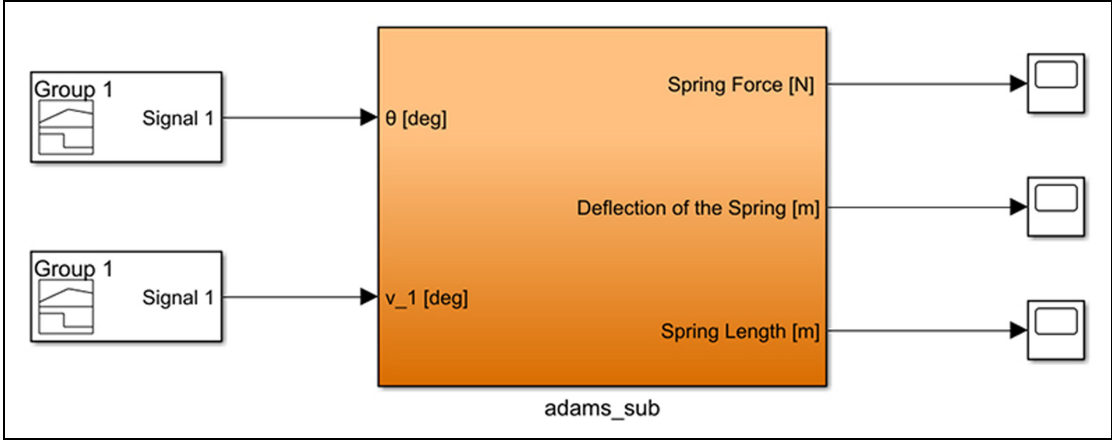 Group 1
Signal 1
θ [deg]
Group 1
Signal 1
v_1 [deg]
Spring Force [N]
Deflection of the Spring [m]
Spring Length [m]
adams_sub